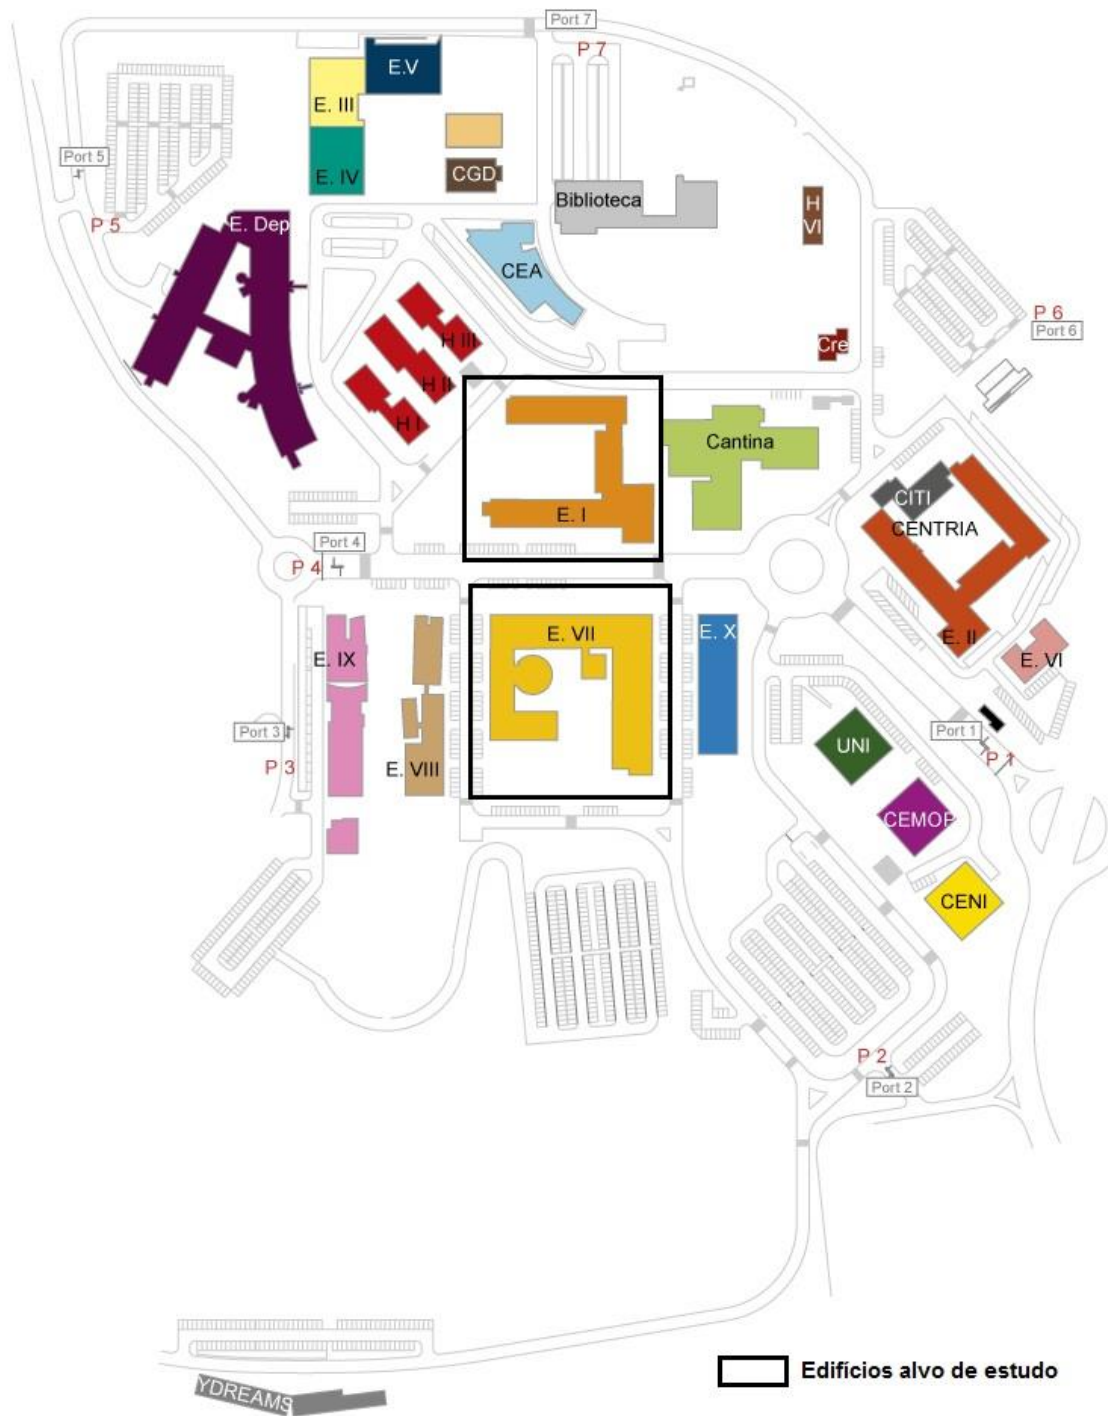 Port 7
P 7
E.V
E. III
E. IV
CGD
Port 5
P 5
E. Dep
Biblioteca
H
VI
CEA
P 6
Port 6
H III
H II
H I
Cre
Cantina
E. I
CITI
CENTRIA
Port 4
P 4
E. IX
E. VII
E. X
E. II
E. VI
Port 3
P 3
E. VIII
UNI
Port 1
P 1
CEMOP
CENI
P 2
Port 2
Edifícios alvo de estudo
YDREAMS